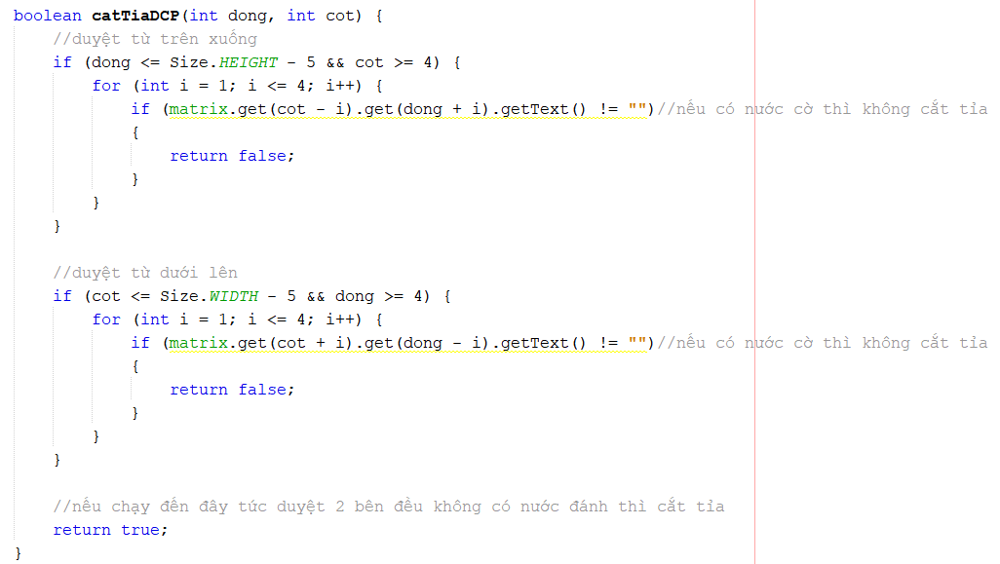 boolean catTiaDCP(int dong, int cot) {
    //duyệt từ trên xuống
    if (dong <= Size.HEIGHT - 5 && cot >= 4) {
        for (int i = 1; i <= 4; i++) {
            if (matrix.get(cot - i).get(dong + i).getText() != "")//nếu có nước cờ thì không cắt tỉa
            {
                return false;
            }
        }
    }

    //duyệt từ dưới lên
    if (cot <= Size.WIDTH - 5 && dong >= 4) {
        for (int i = 1; i <= 4; i++) {
            if (matrix.get(cot + i).get(dong - i).getText() != "")//nếu có nước cờ thì không cắt tỉa
            {
                return false;
            }
        }
    }

    //nếu chạy đến đây tức duyệt 2 bên đều không có nước đánh thì cắt tỉa
    return true;
}